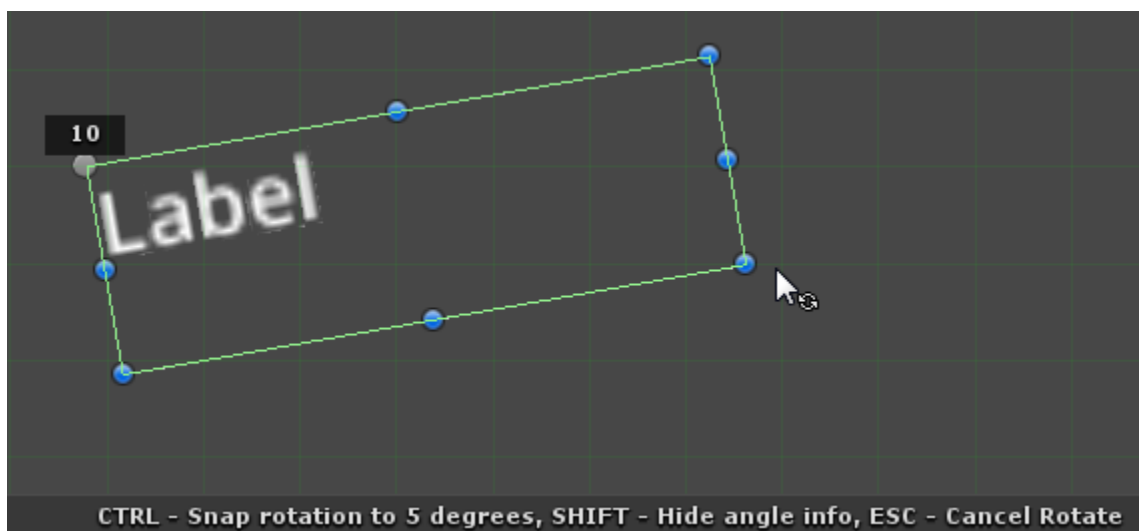 10
Label
CTRL - Snap rotation to 5 degrees, SHIFT - Hide angle info, ESC - Cancel Rotate